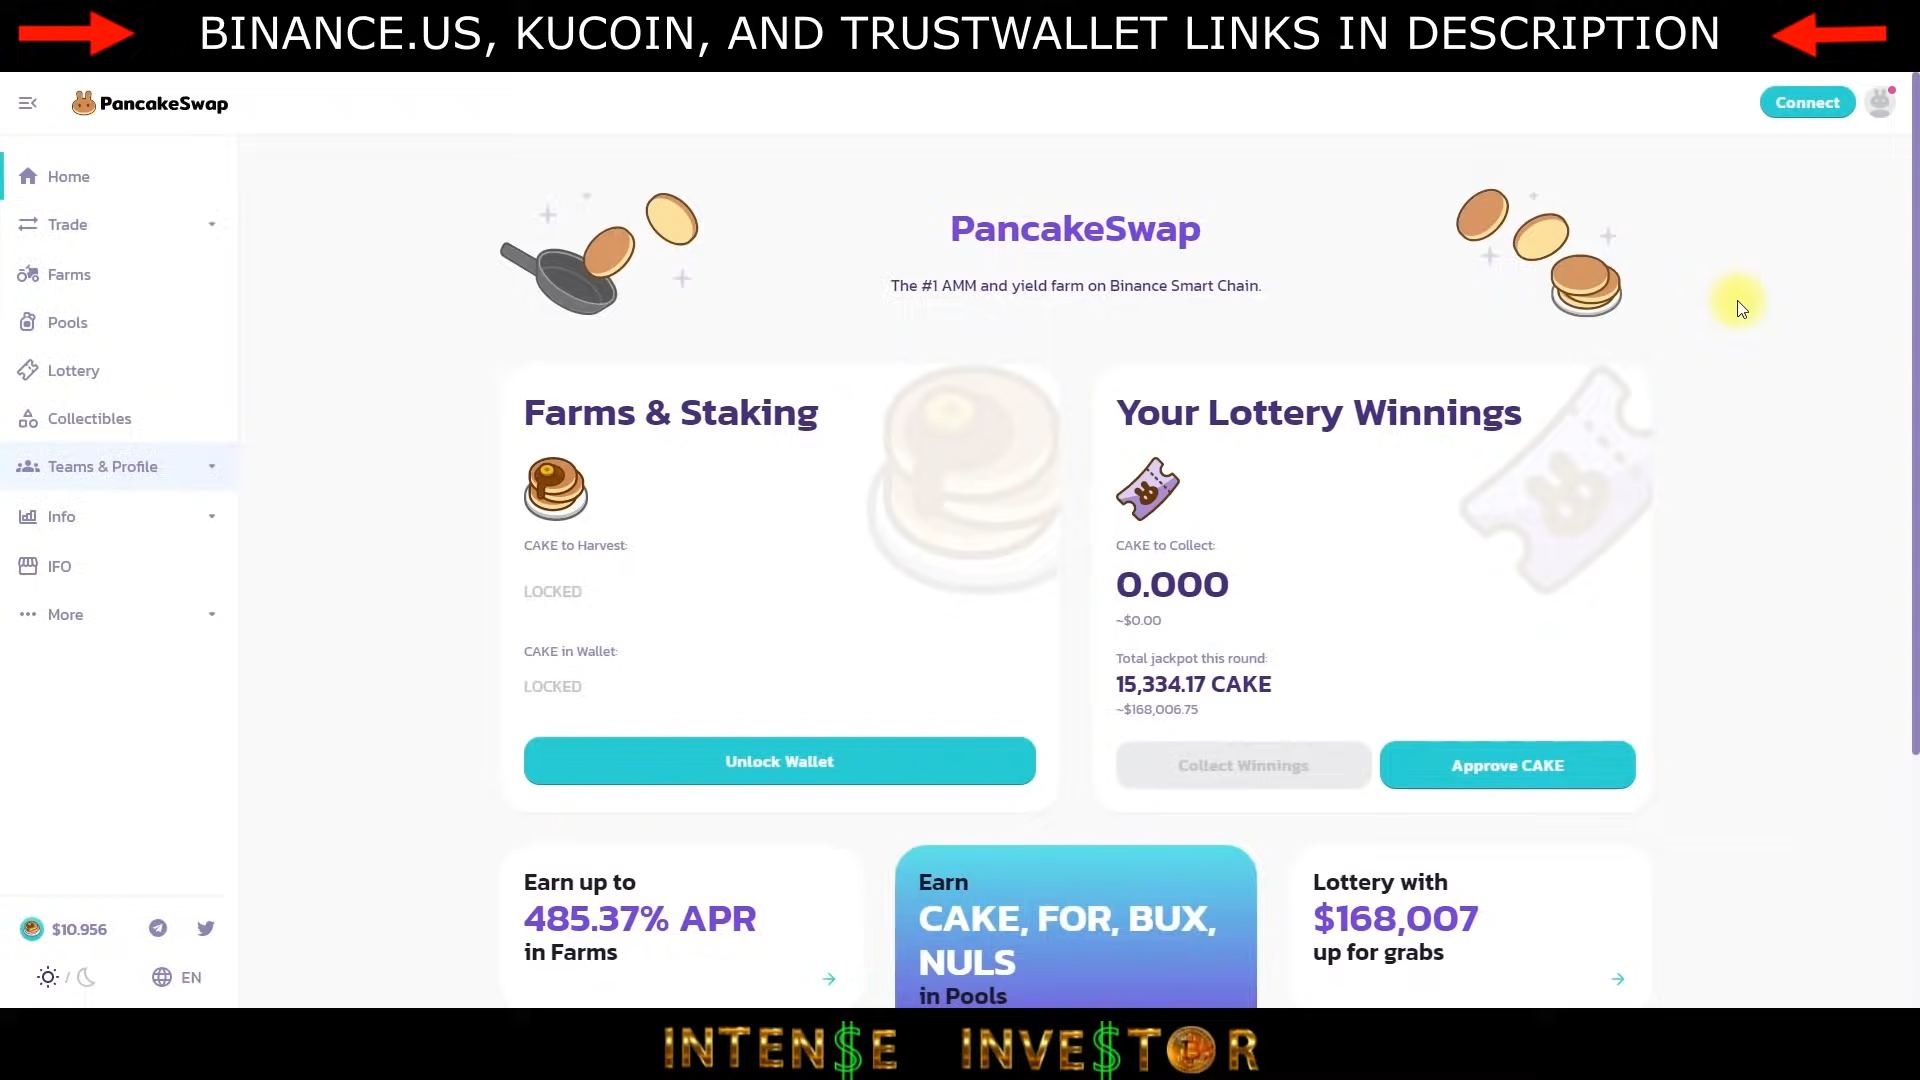 BINANCE.US, KUCOIN, AND TRUSTWALLET LINKS IN DESCRIPTION
PancakeSwap
Connect
Home
Trade
Farms
Pools
Lottery
Collectibles
Teams & Profile
Info
IFO
More
$10.956
/
EN
PancakeSwap
The #1 AMM and yield farm on Binance Smart Chain.
Farms & Staking
CAKE to Harvest:
LOCKED
CAKE in Wallet:
LOCKED
Unlock Wallet
Your Lottery Winnings
CAKE to Collect:
0.000
~$0.00
Total jackpot this round:
15,334.17 CAKE
~$168,006.75
Collect Winnings
Approve CAKE
Earn up to
485.37% APR
in Farms
Earn
CAKE, FOR, BUX,
NULS
in Pools
Lottery with
$168,007
up for grabs
INTEN$E INVE$TOR